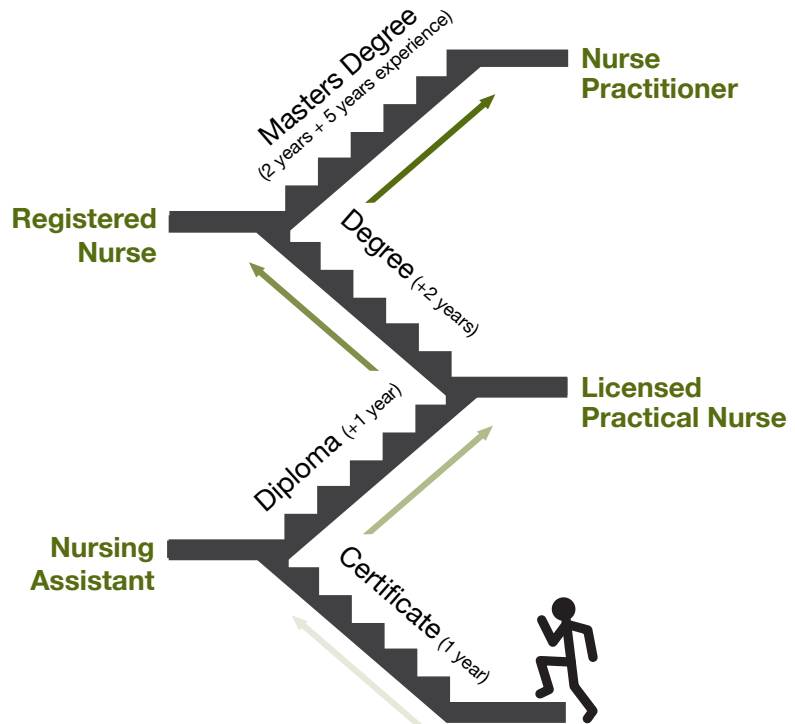 Masters Degree
(2 years + 5 years experience)
Nurse
Practitioner
Registered
Nurse
Degree (+2 years)
Licensed
Practical Nurse
Diploma (+1 year)
Nursing
Assistant
Certificate (1 year)